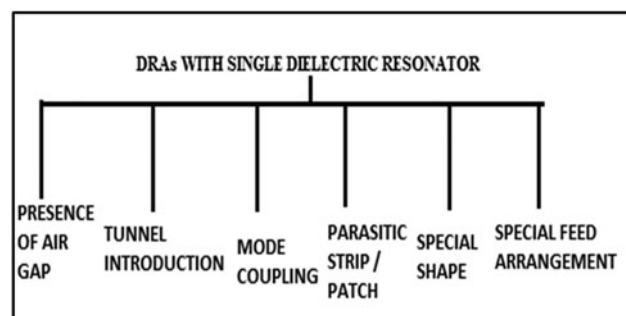 DRAs WITH SINGLE DIELECTRIC RESONATOR
PRESENCE
OF AIR
GAP
TUNNEL
INTRODUCTION
MODE
COUPLING
PARASITIC
STRIP /
PATCH
SPECIAL
SHAPE
SPECIAL FEED
ARRANGEMENT